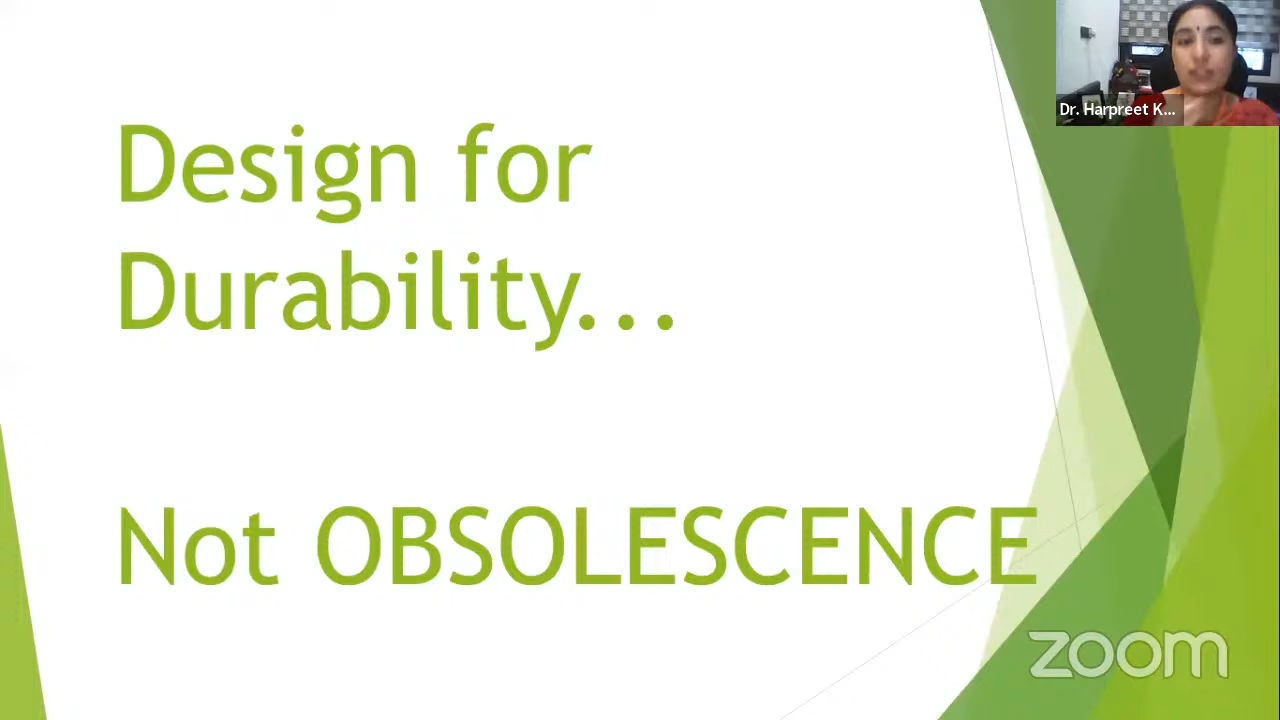 Design for
Durability...
Not OBSOLESCENCE
Dr. Harpreet K...
zoom